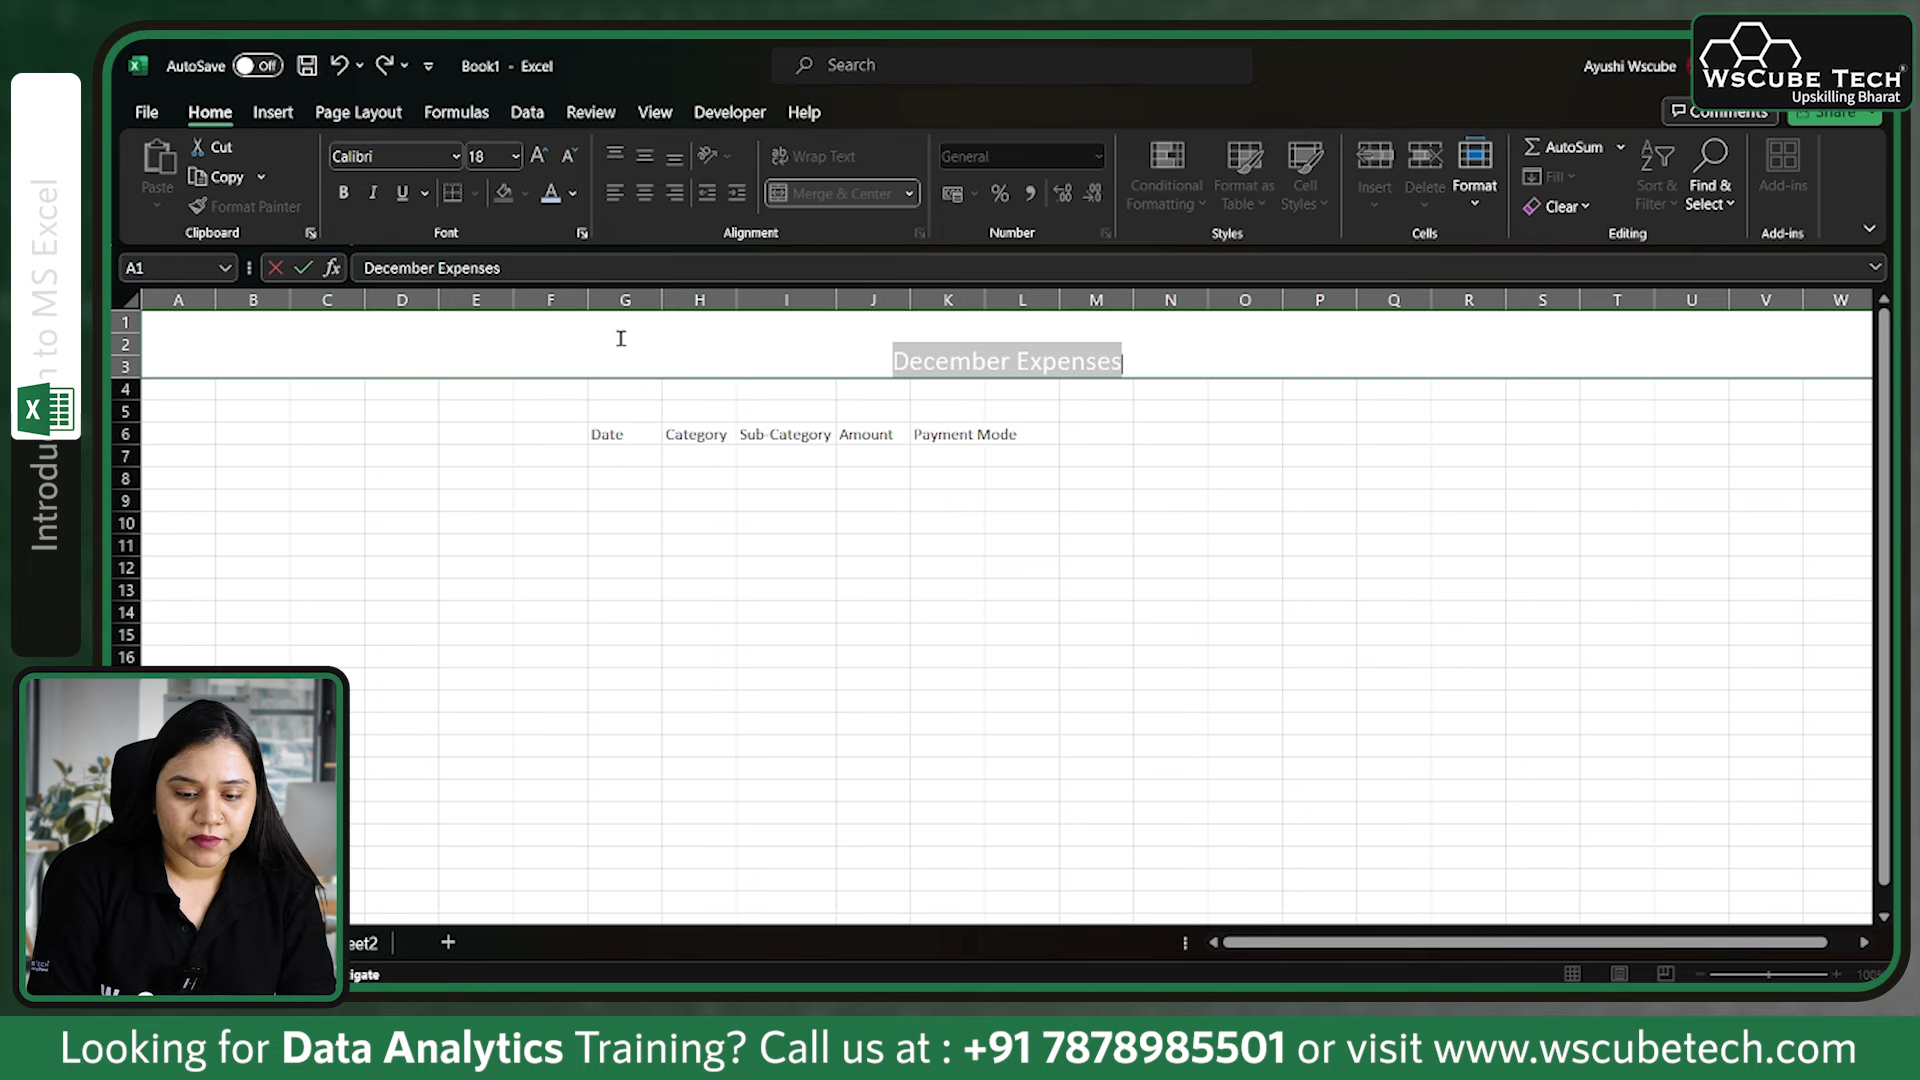 AutoSave Off Book1 - Excel Search Ayushi Wscube
WsCube Tech®
Upskilling Bharat
File Home Insert Page Layout Formulas Data Review View Developer Help Comments Share
Paste Cut Copy Format Painter Clipboard
Calibri 18 A^ A˅ B I U A Font
Wrap Text Merge & Center Alignment
General % 9 Number
Conditional Formatting Format as Table Cell Styles Styles
Insert Delete Format Cells
AutoSum Fill Clear Sort & Filter Find & Select Editing
Add-ins Add-ins
A1 fx December Expenses
A B C D E F G H I J K L M N O P Q R S T U V W
1
2
3 December Expenses
4
5
6 Date Category Sub-Category Amount Payment Mode
7
8
9
10
11
12
13
14
15
16
eet2 +
igate 100
Introdu n to MS Excel
Looking for Data Analytics Training? Call us at : +91 7878985501 or visit www.wscubetech.com